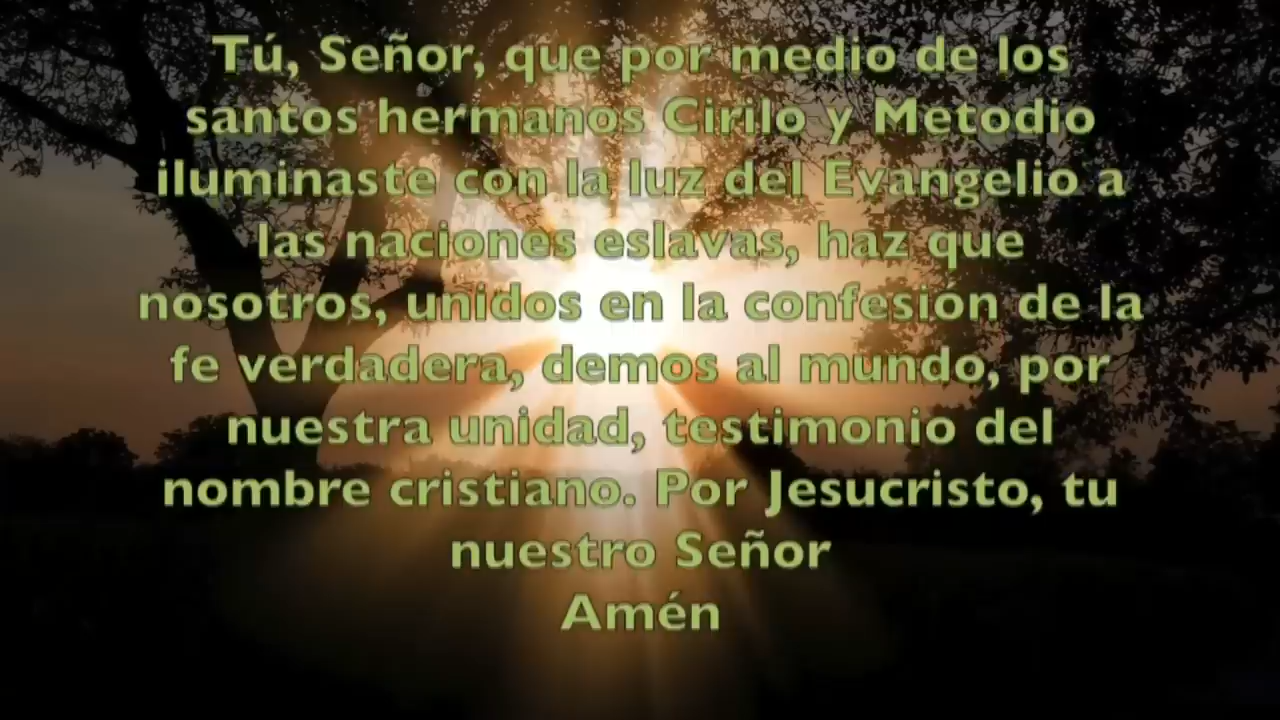 Tú, Señor, que por medio de los
santos hermanos Cirilo y Metodio
iluminaste con la luz del Evangelio a
las naciones eslavas, haz que
nosotros, unidos en la confesión de la
fe verdadera, demos al mundo, por
nuestra unidad, testimonio del
nombre cristiano. Por Jesucristo, tu
nuestro Señor
Amén